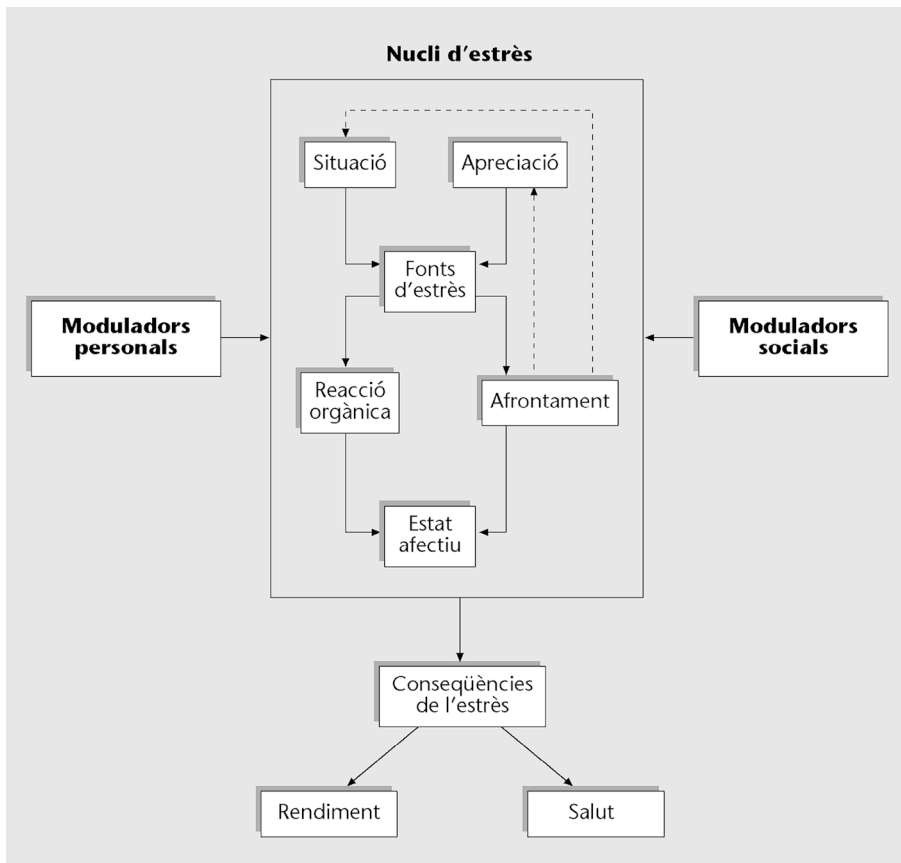 Nucli d'estrès
Situació
Apreciació
Fonts
d'estrès
Moduladors
personals
Moduladors
socials
Reacció
orgànica
Afrontament
Estat
afectiu
Conseqüències
de l'estrès
Rendiment
Salut